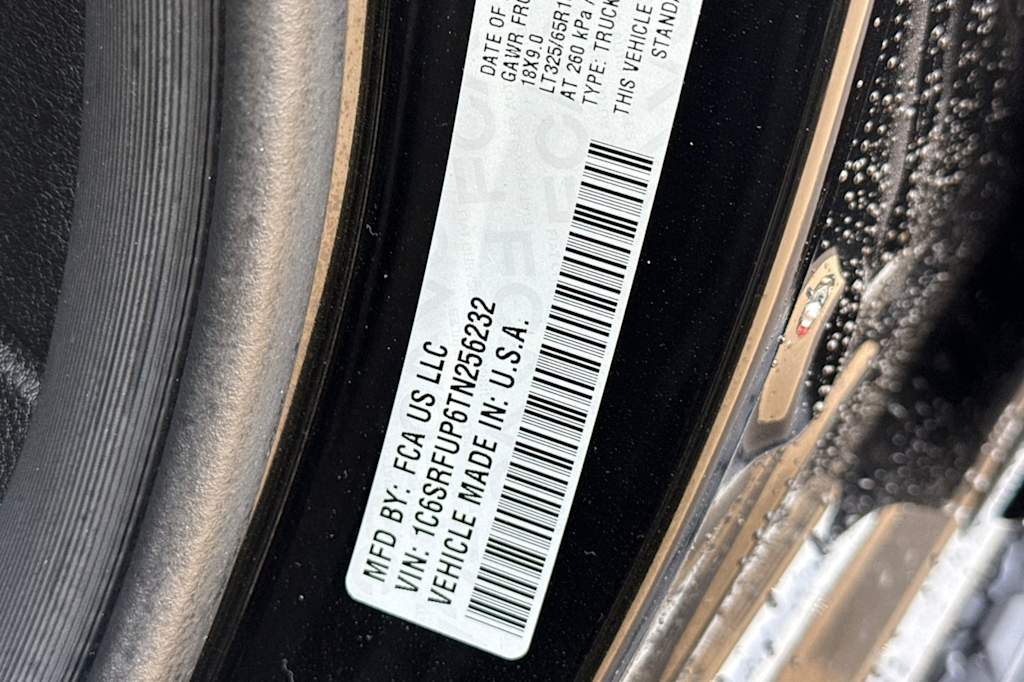 MFD BY: FCA US LLC
VIN: 1C6SRFUP6TN256232
VEHICLE MADE IN: U.S.A.
DATE OF
GAWR FRO
18X9.0
LT325/65R1
AT 260 kPa /
TYPE: TRUCK
THIS VEHICLE
STANDA